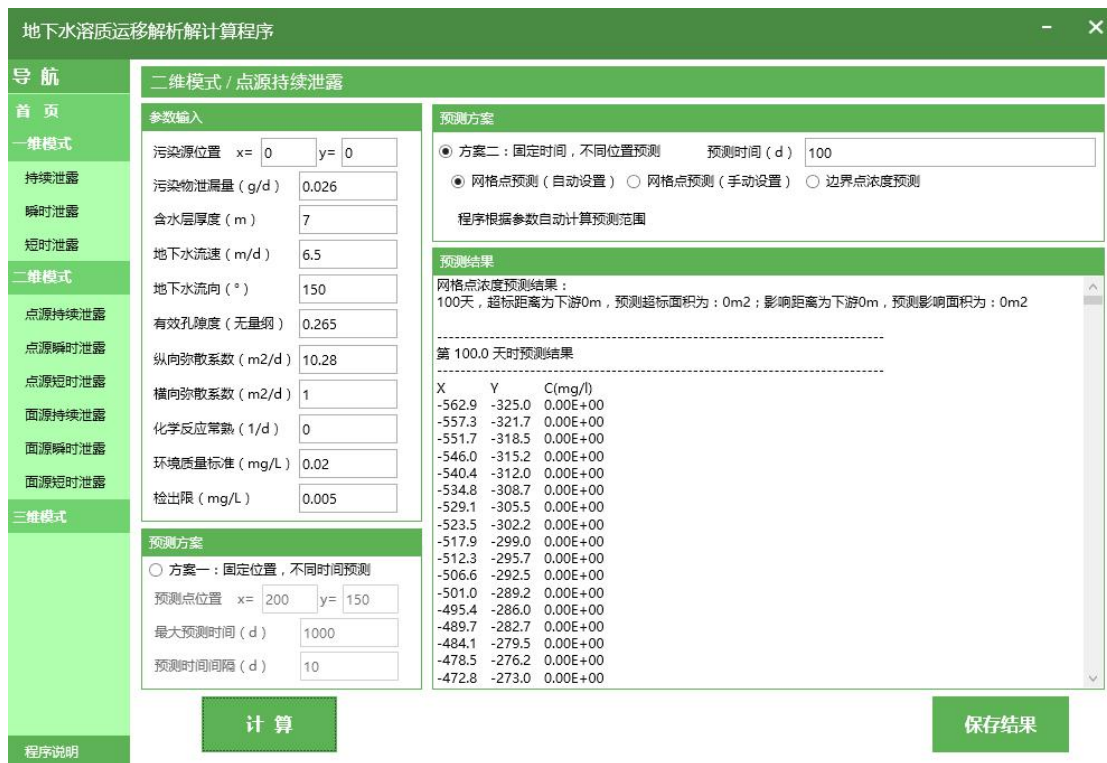 地下水溶质运移解析解计算程序
导 航
首 页
一维模式
持续泄露
瞬时泄露
短时泄露
二维模式
点源持续泄露
点源瞬时泄露
点源短时泄露
面源持续泄露
面源瞬时泄露
面源短时泄露
三维模式
程序说明
二维模式 / 点源持续泄露
参数输入
污染源位置 x= 0 y= 0
污染物泄漏量 ( g/d ) 0.026
含水层厚度 ( m ) 7
地下水流速 ( m/d ) 6.5
地下水流向 ( ° ) 150
有效孔隙度 ( 无量纲 ) 0.265
纵向弥散系数 ( m2/d ) 10.28
横向弥散系数 ( m2/d ) 1
化学反应常熟 ( 1/d ) 0
环境质量标准 ( mg/L ) 0.02
检出限 ( mg/L ) 0.005
预测方案
方案一：固定位置，不同时间预测
预测点位置 x= 200 y= 150
最大预测时间 ( d ) 1000
预测时间间隔 ( d ) 10
计 算
预测方案
方案二：固定时间，不同位置预测 预测时间 ( d ) 100
网格点预测 ( 自动设置 ) 网格点预测 ( 手动设置 ) 边界点浓度预测
程序根据参数自动计算预测范围
预测结果
网格点浓度预测结果：
100天，超标距离为下游0m，预测超标面积为：0m2；影响距离为下游0m，预测影响面积为：0m2
--------------------------------------------------------------------------------
第 100.0 天时预测结果
--------------------------------------------------------------------------------
X Y C(mg/l)
-562.9 -325.0 0.00E+00
-557.3 -321.7 0.00E+00
-551.7 -318.5 0.00E+00
-546.0 -315.2 0.00E+00
-540.4 -312.0 0.00E+00
-534.8 -308.7 0.00E+00
-529.1 -305.5 0.00E+00
-523.5 -302.2 0.00E+00
-517.9 -299.0 0.00E+00
-512.3 -295.7 0.00E+00
-506.6 -292.5 0.00E+00
-501.0 -289.2 0.00E+00
-495.4 -286.0 0.00E+00
-489.7 -282.7 0.00E+00
-484.1 -279.5 0.00E+00
-478.5 -276.2 0.00E+00
-472.8 -273.0 0.00E+00
保存结果